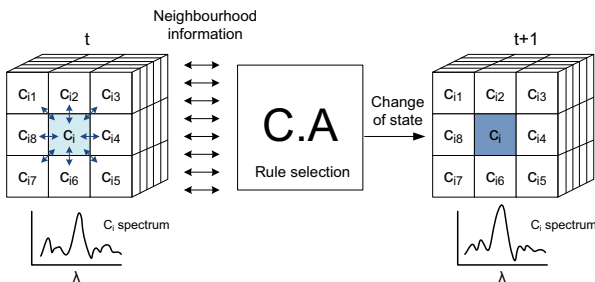 Neighbourhood
information
t
t+1
Ci1 Ci2 Ci3
Ci8 Ci Ci4
Ci7 Ci6 Ci5
C.A
Rule selection
Change
of state
Ci1 Ci2 Ci3
Ci8 Ci Ci4
Ci7 Ci6 Ci5
Ci spectrum
λ
Ci spectrum
λ